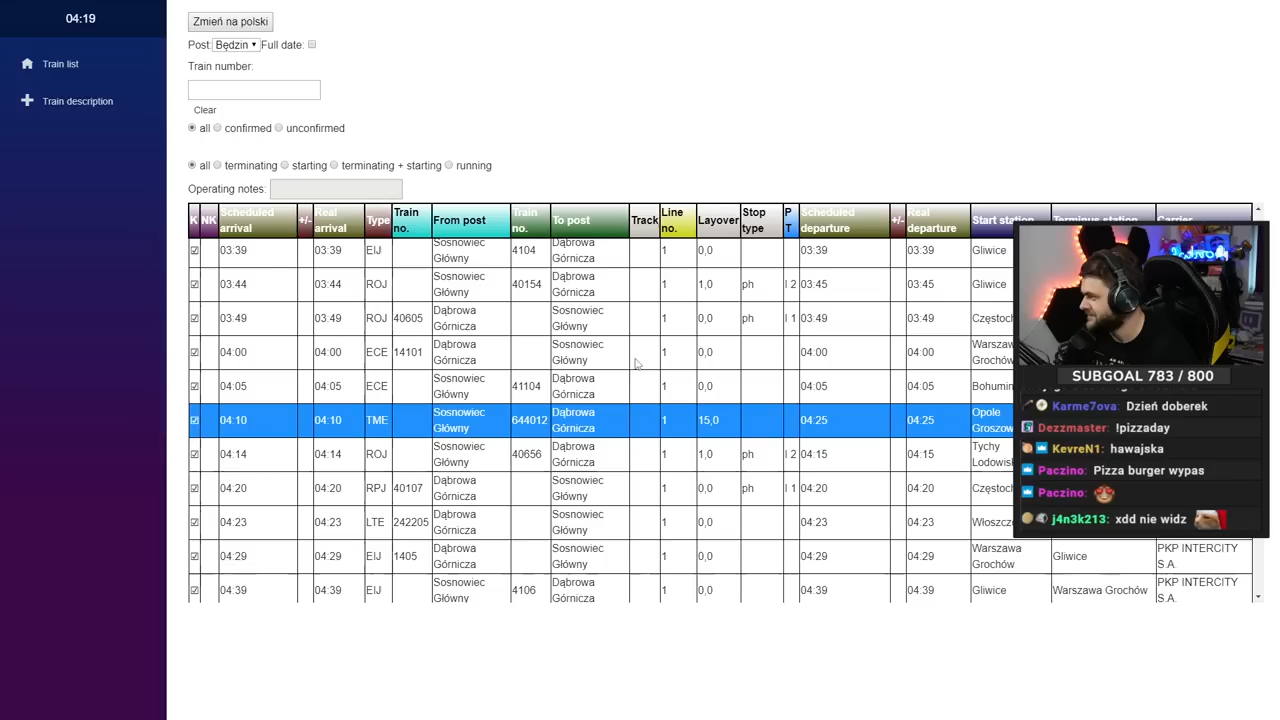 04:19
Train list
Train description
Zmień na polski
Post: Będzin Full date:
Train number:
Clear
all confirmed unconfirmed
all terminating starting terminating + starting running
Operating notes:
K NK Scheduled arrival +/- Real arrival Type Train no. From post Train no. To post Track Line no. Layover Stop type P T Scheduled departure +/- Real departure Start station Terminus station Carrier
03:39 03:39 EIJ Sosnowiec Główny 4104 Dąbrowa Górnicza 1 0,0 03:39 03:39 Gliwice
03:44 03:44 ROJ Sosnowiec Główny 40154 Dąbrowa Górnicza 1 1,0 ph I 2 03:45 03:45 Gliwice
03:49 03:49 ROJ 40605 Dąbrowa Górnicza Sosnowiec Główny 1 0,0 ph I 1 03:49 03:49 Częstoch
04:00 04:00 ECE 14101 Dąbrowa Górnicza Sosnowiec Główny 1 0,0 04:00 04:00 Warszaw Grochów
04:05 04:05 ECE Sosnowiec Główny 41104 Dąbrowa Górnicza 1 0,0 04:05 04:05 Bohumin
04:10 04:10 TME Sosnowiec Główny 644012 Dąbrowa Górnicza 1 15,0 04:25 04:25 Opole Groszow
04:14 04:14 ROJ Sosnowiec Główny 40656 Dąbrowa Górnicza 1 1,0 ph I 2 04:15 04:15 Tychy Lodowisk
04:20 04:20 RPJ 40107 Dąbrowa Górnicza Sosnowiec Główny 1 0,0 ph I 1 04:20 04:20 Częstoch
04:23 04:23 LTE 242205 Dąbrowa Górnicza Sosnowiec Główny 1 0,0 04:23 04:23 Włoszcz
04:29 04:29 EIJ 1405 Dąbrowa Górnicza Sosnowiec Główny 1 0,0 04:29 04:29 Warszawa Grochów Gliwice PKP INTERCITY S.A.
04:39 04:39 EIJ Sosnowiec Główny 4106 Dąbrowa Górnicza 1 0,0 04:39 04:39 Gliwice Warszawa Grochów PKP INTERCITY S.A.
SUBGOAL 783 / 800
Karme7ova: Dzień doberek
Dezzmaster: !pizzaday
KevreN1: hawajska
Paczino: Pizza burger wypas
Paczino:
j4n3k213: xdd nie widz